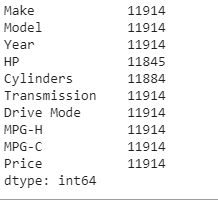 Make 11914
Model 11914
Year 11914
HP 11845
Cylinders 11884
Transmission 11914
Drive Mode 11914
MPG-H 11914
MPG-C 11914
Price 11914
dtype: int64